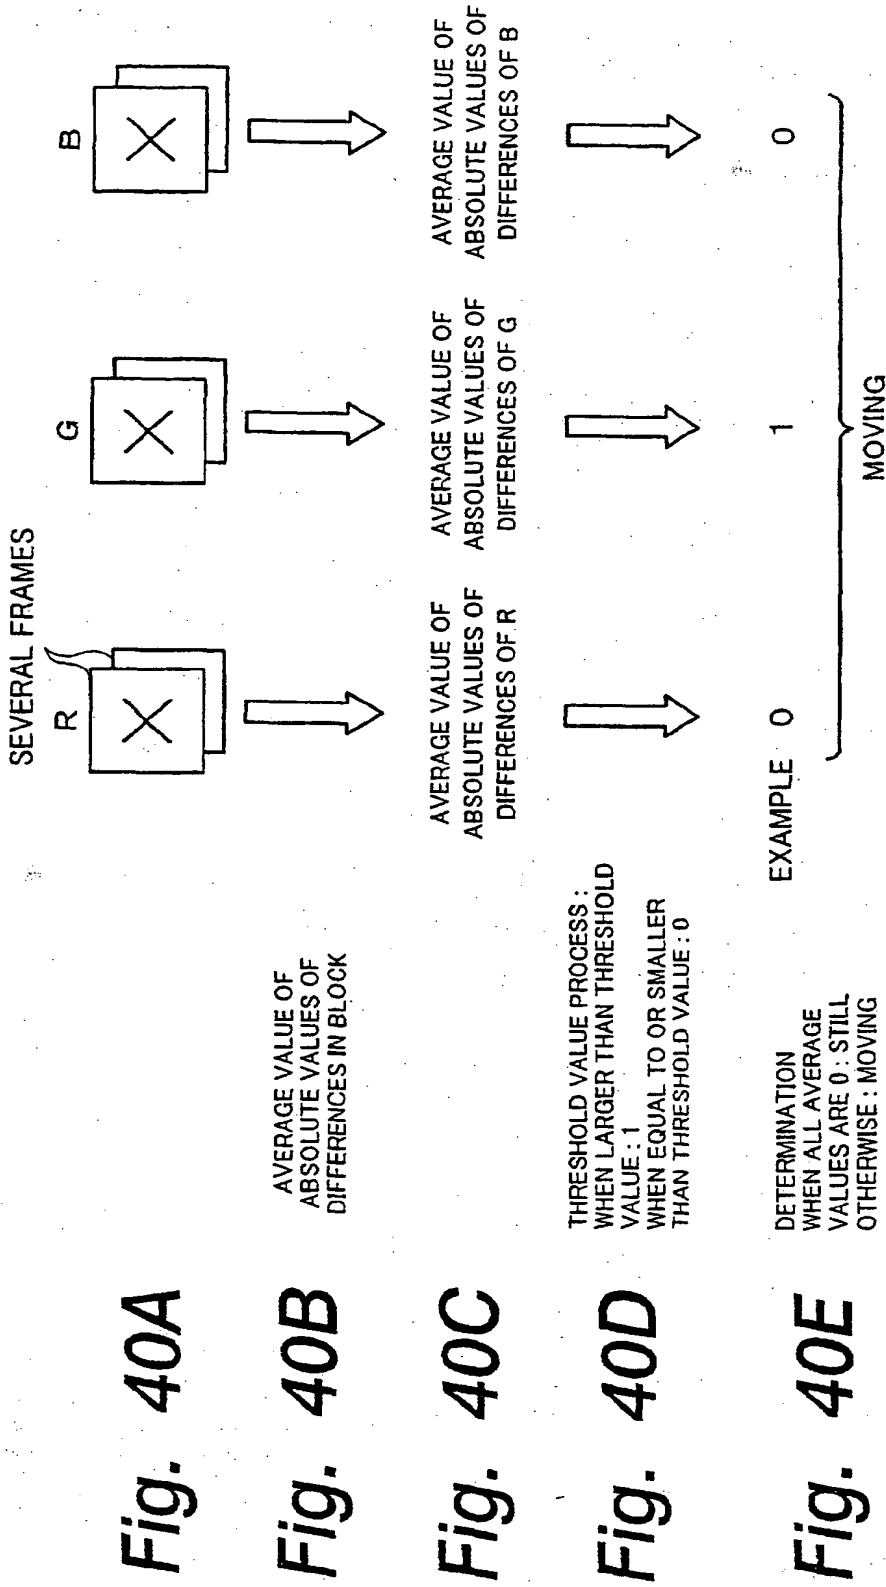 SEVERAL FRAMES
R
G
B
Fig. 40A
Fig. 40B
AVERAGE VALUE OF
ABSOLUTE VALUES OF
DIFFERENCES IN BLOCK
Fig. 40C
AVERAGE VALUE OF
ABSOLUTE VALUES OF
DIFFERENCES OF R
AVERAGE VALUE OF
ABSOLUTE VALUES OF
DIFFERENCES OF G
AVERAGE VALUE OF
ABSOLUTE VALUES OF
DIFFERENCES OF B
Fig. 40D
THRESHOLD VALUE PROCESS :
WHEN LARGER THAN THRESHOLD
VALUE : 1
WHEN EQUAL TO OR SMALLER
THAN THRESHOLD VALUE : 0
Fig. 40E
DETERMINATION
WHEN ALL AVERAGE
VALUES ARE 0 : STILL
OTHERWISE : MOVING
EXAMPLE 0
1
0
MOVING